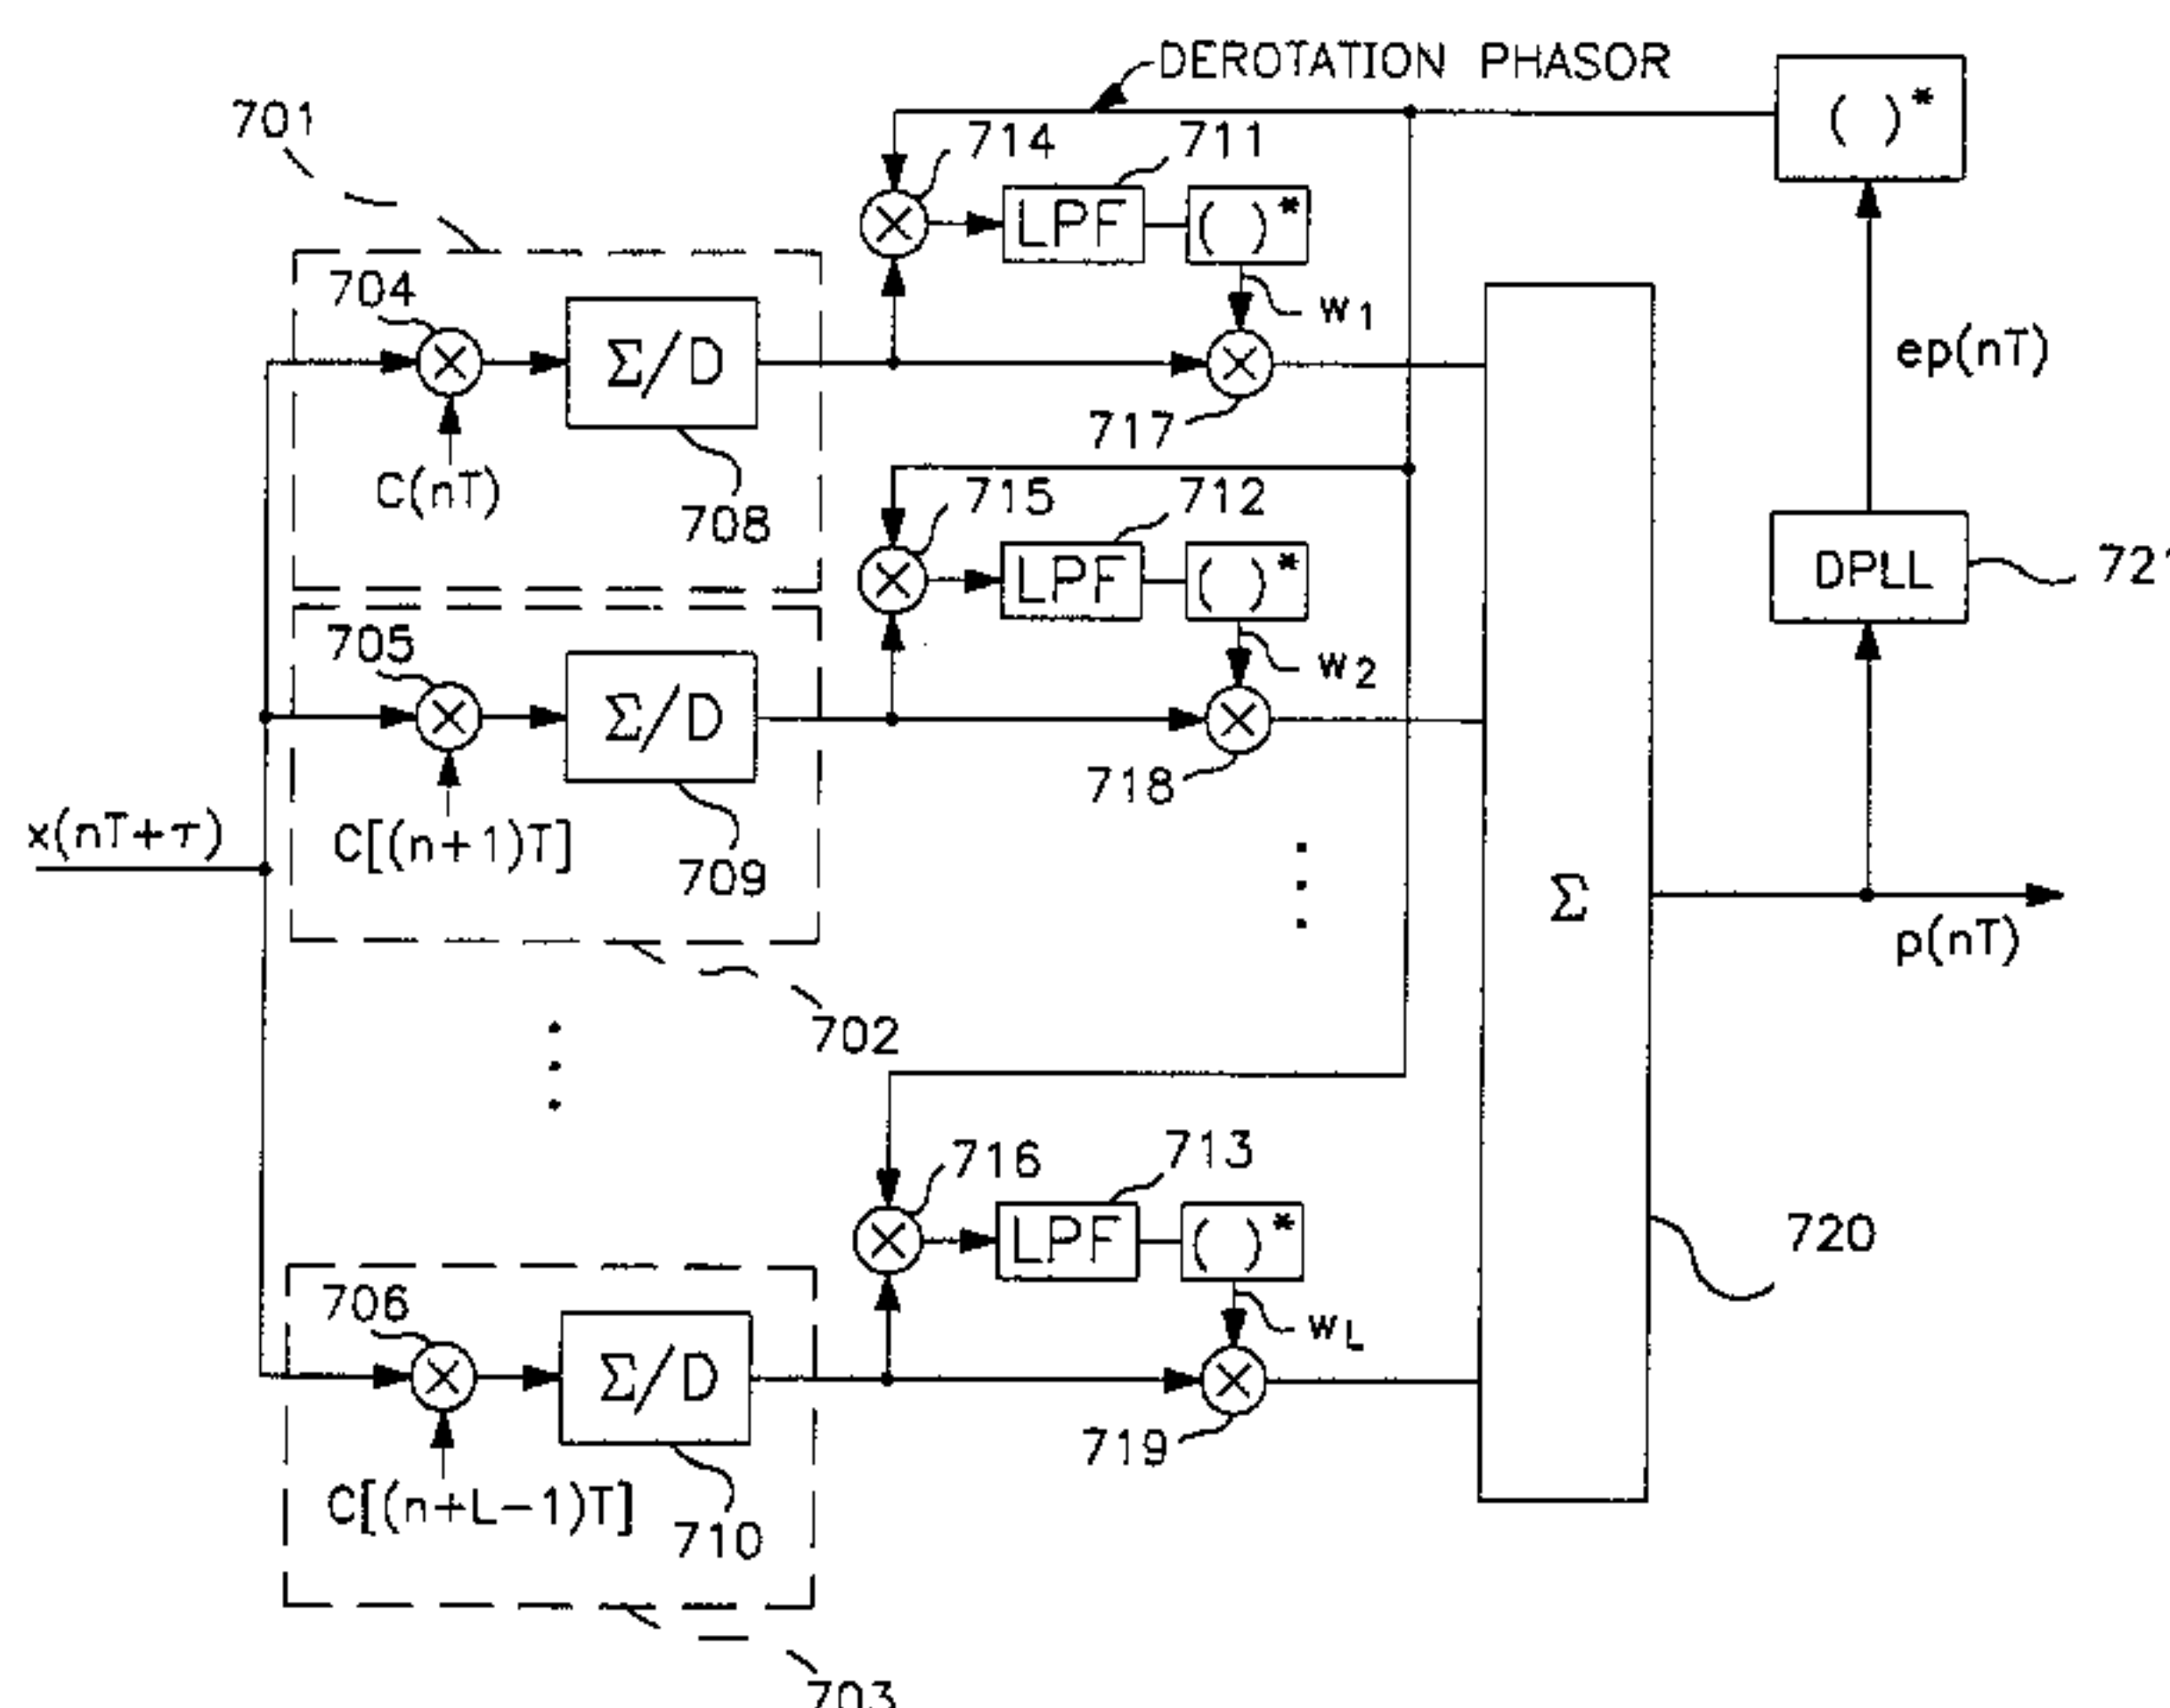 DEROTATION PHASOR
( )*
701
714
711
LPF
( )*
704
Σ/D
w1
ep(nT)
717
C(nT)
708
715
712
LPF
( )*
DPLL
705
Σ/D
w2
718
x(nT+τ)
C[(n+1)T]
709
Σ
p(nT)
702
716
713
LPF
( )*
720
706
Σ/D
wL
719
C[(n+L-1)T]
710
703